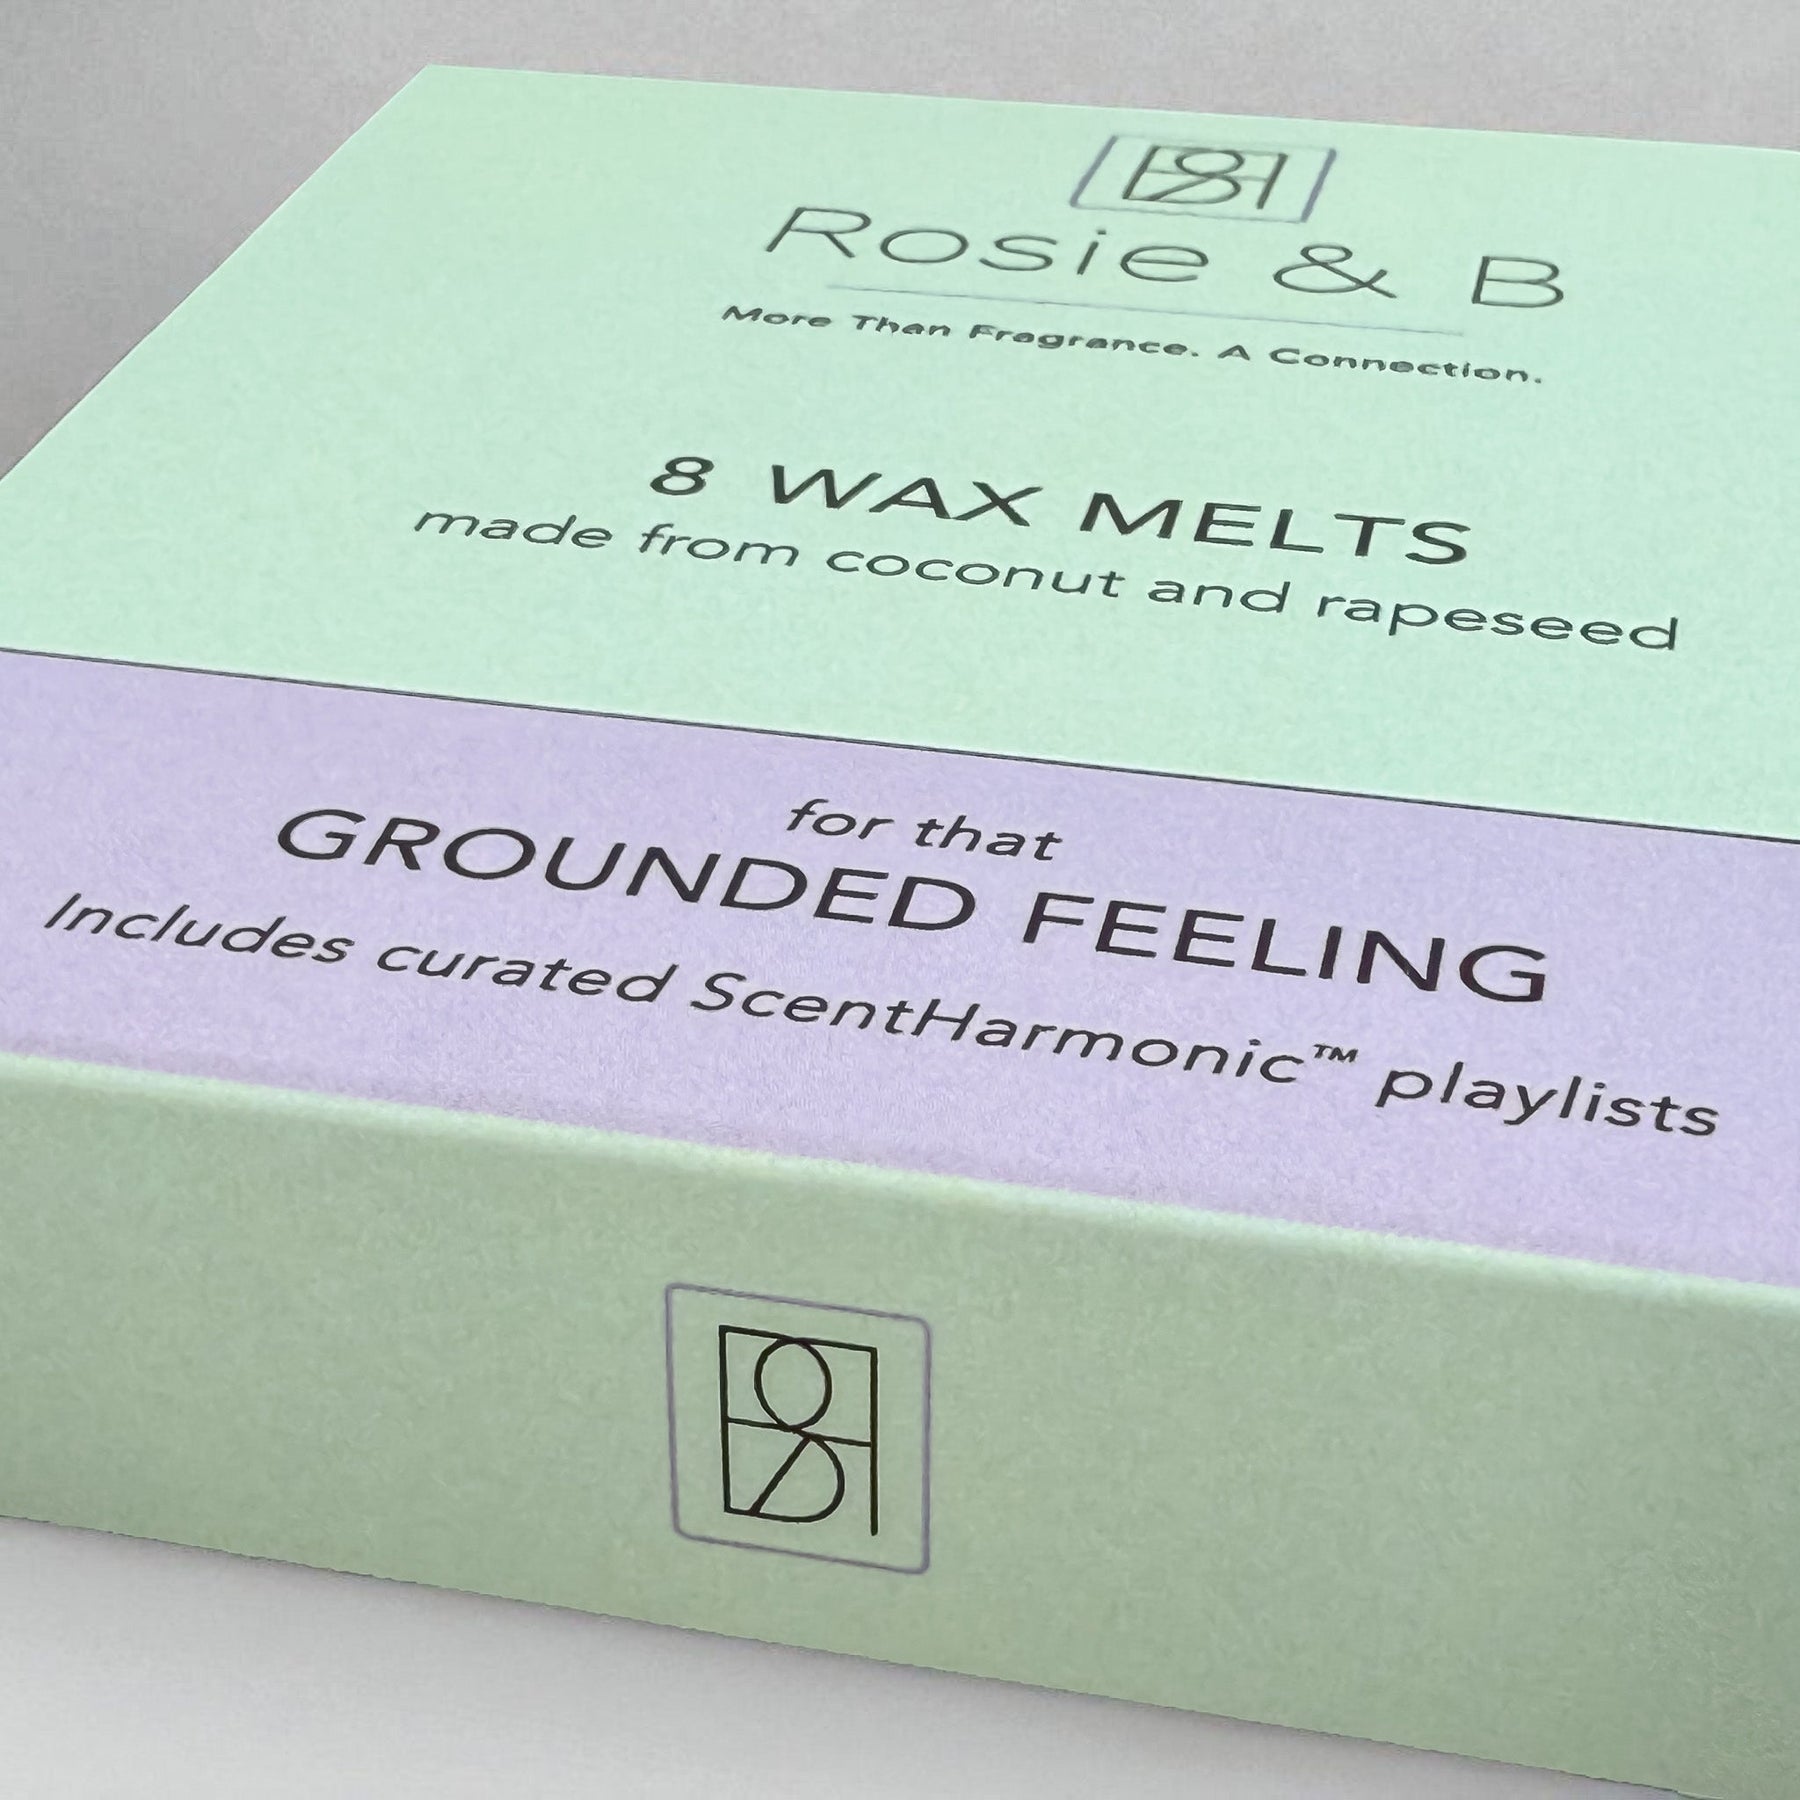 Rosie & B
More Than Fragrance. A Connection.
8 WAX MELTS
made from coconut and rapeseed
for that
GROUNDED FEELING
Includes curated ScentHarmonic™ playlists